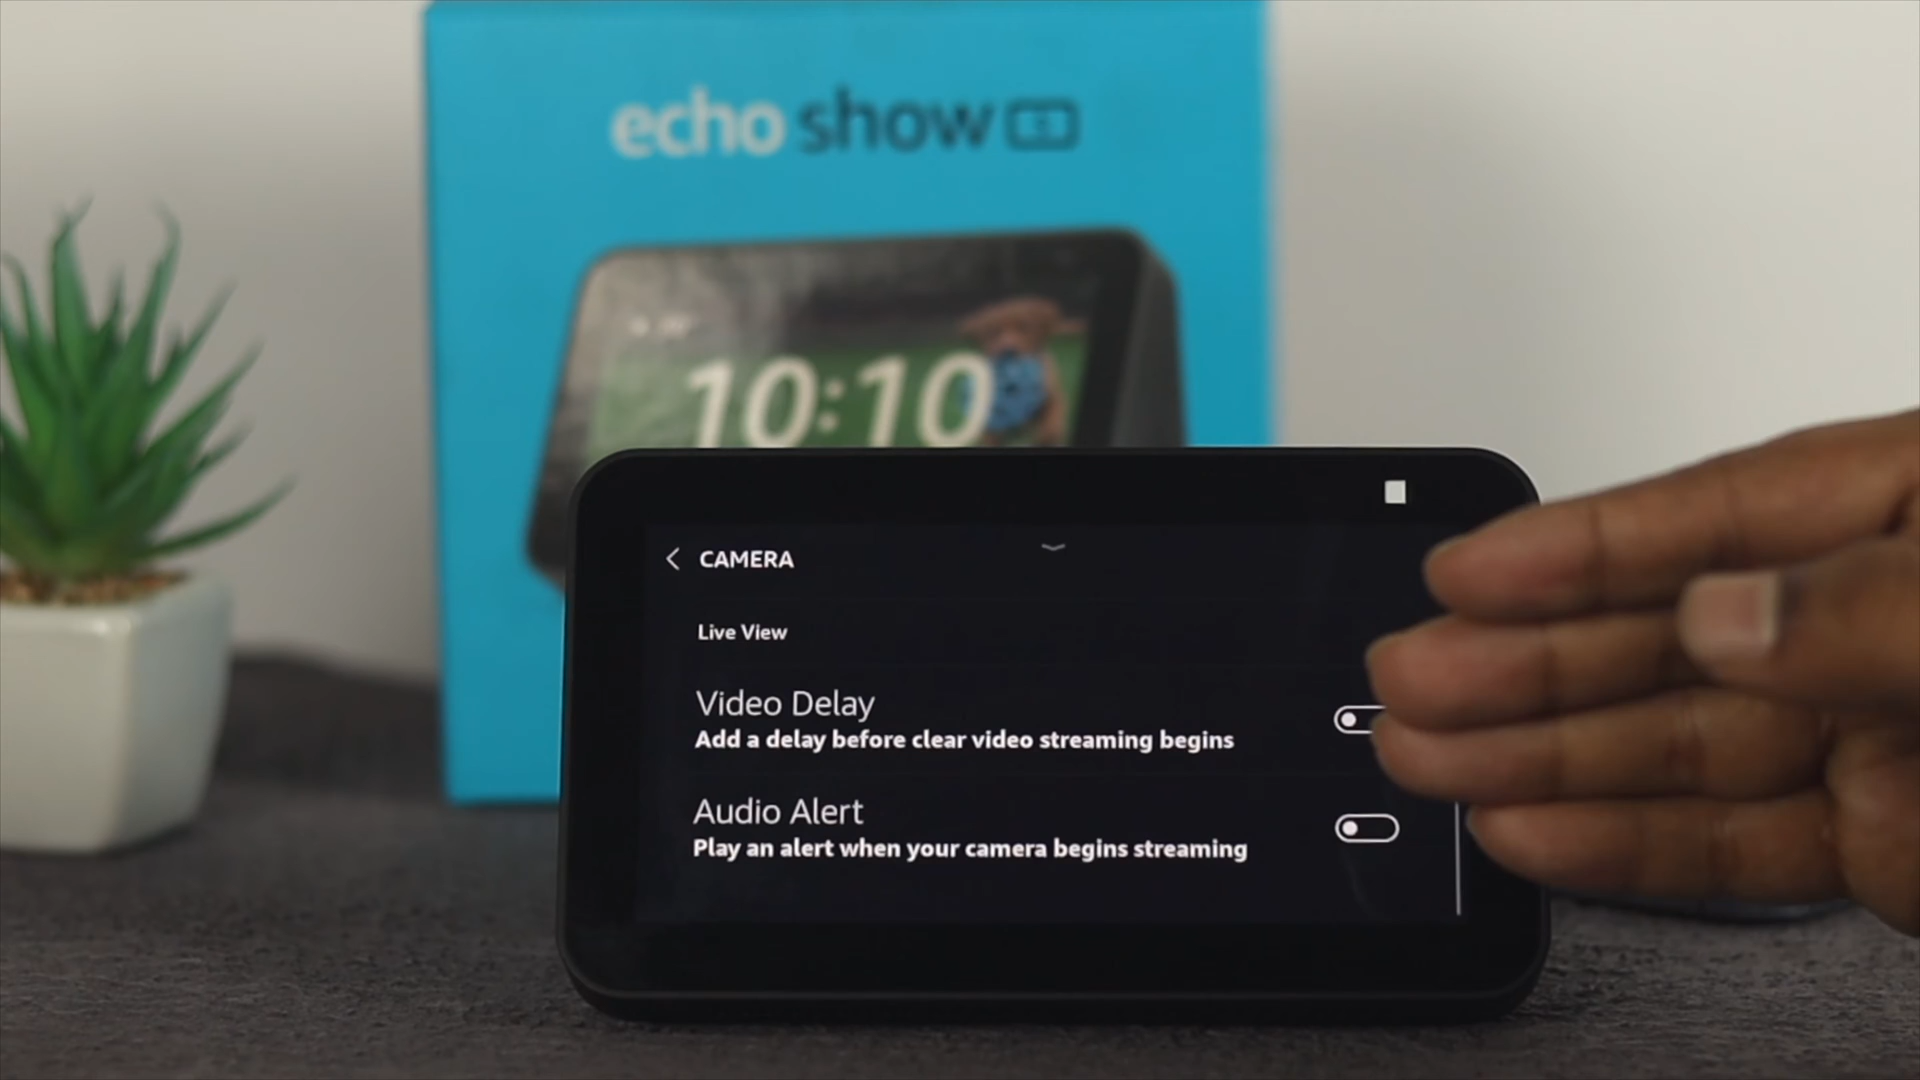 echo show 5
10:10
CAMERA
Live View
Video Delay
Add a delay before clear video streaming begins
Audio Alert
Play an alert when your camera begins streaming